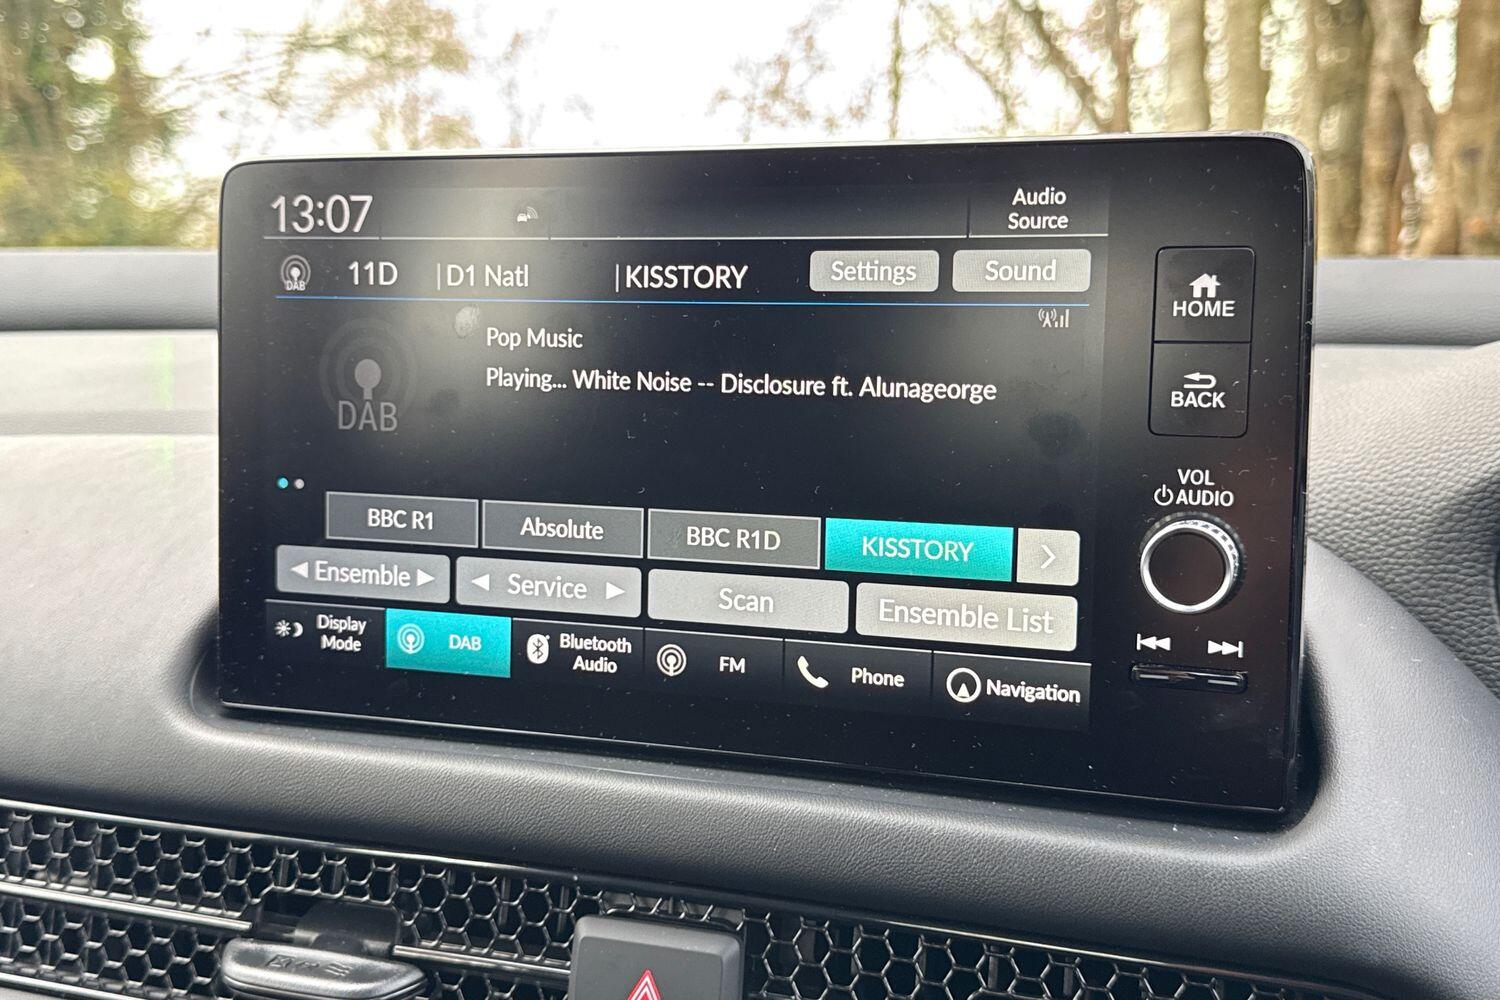 13:07
Audio
Source
DAB 11D |D1 Natl |KISSTORY Settings Sound
Pop Music
Playing... White Noise -- Disclosure ft. Alunageorge
DAB
BBC R1 Absolute BBC R1D KISSTORY
Ensemble Service Scan Ensemble List
Display
Mode
DAB
Bluetooth
Audio
FM
Phone
Navigation
HOME
BACK
VOL
AUDIO